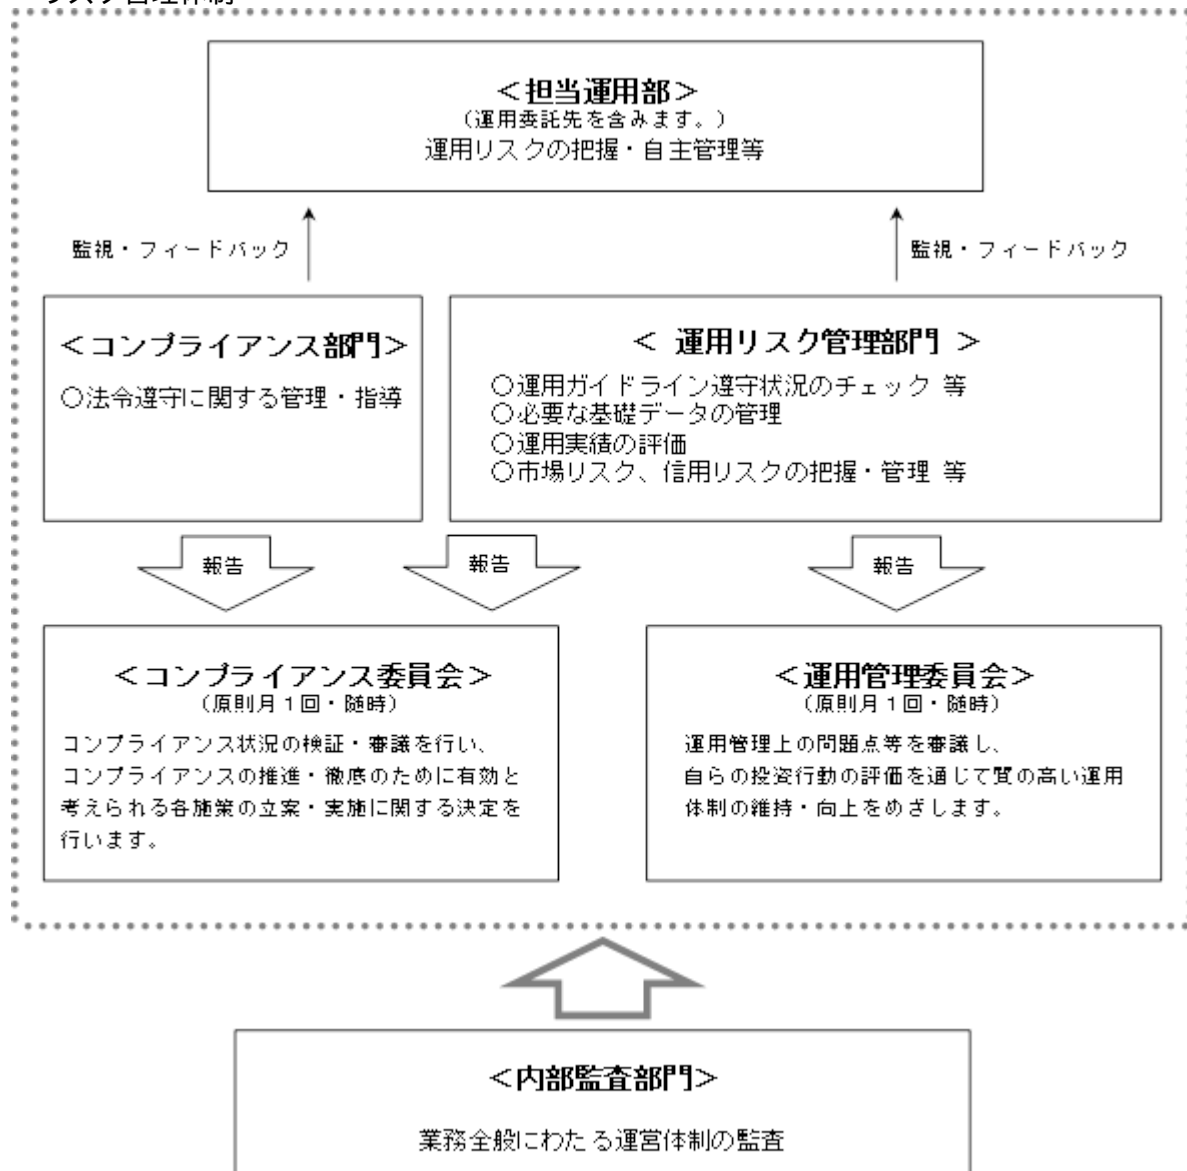 リスク管理体制
＜担当運用部＞
（運用委託先を含みます。）
運用リスクの把握・自主管理等
監視・フィードバック
監視・フィードバック
＜コンプライアンス部門＞
○法令遵守に関する管理・指導
＜ 運用リスク管理部門 ＞
○運用ガイドライン遵守状況のチェック 等
○必要な基礎データの管理
○運用実績の評価
○市場リスク、信用リスクの把握・管理 等
報告
報告
報告
＜コンプライアンス委員会＞
（原則月１回・随時）
コンプライアンス状況の検証・審議を行い、
コンプライアンスの推進・徹底のために有効と
考えられる各施策の立案・実施に関する決定を
行います。
＜運用管理委員会＞
（原則月１回・随時）
運用管理上の問題点等を審議し、
自らの投資行動の評価を通じて質の高い運用
体制の維持・向上をめざします。
＜内部監査部門＞
業務全般にわたる運営体制の監査